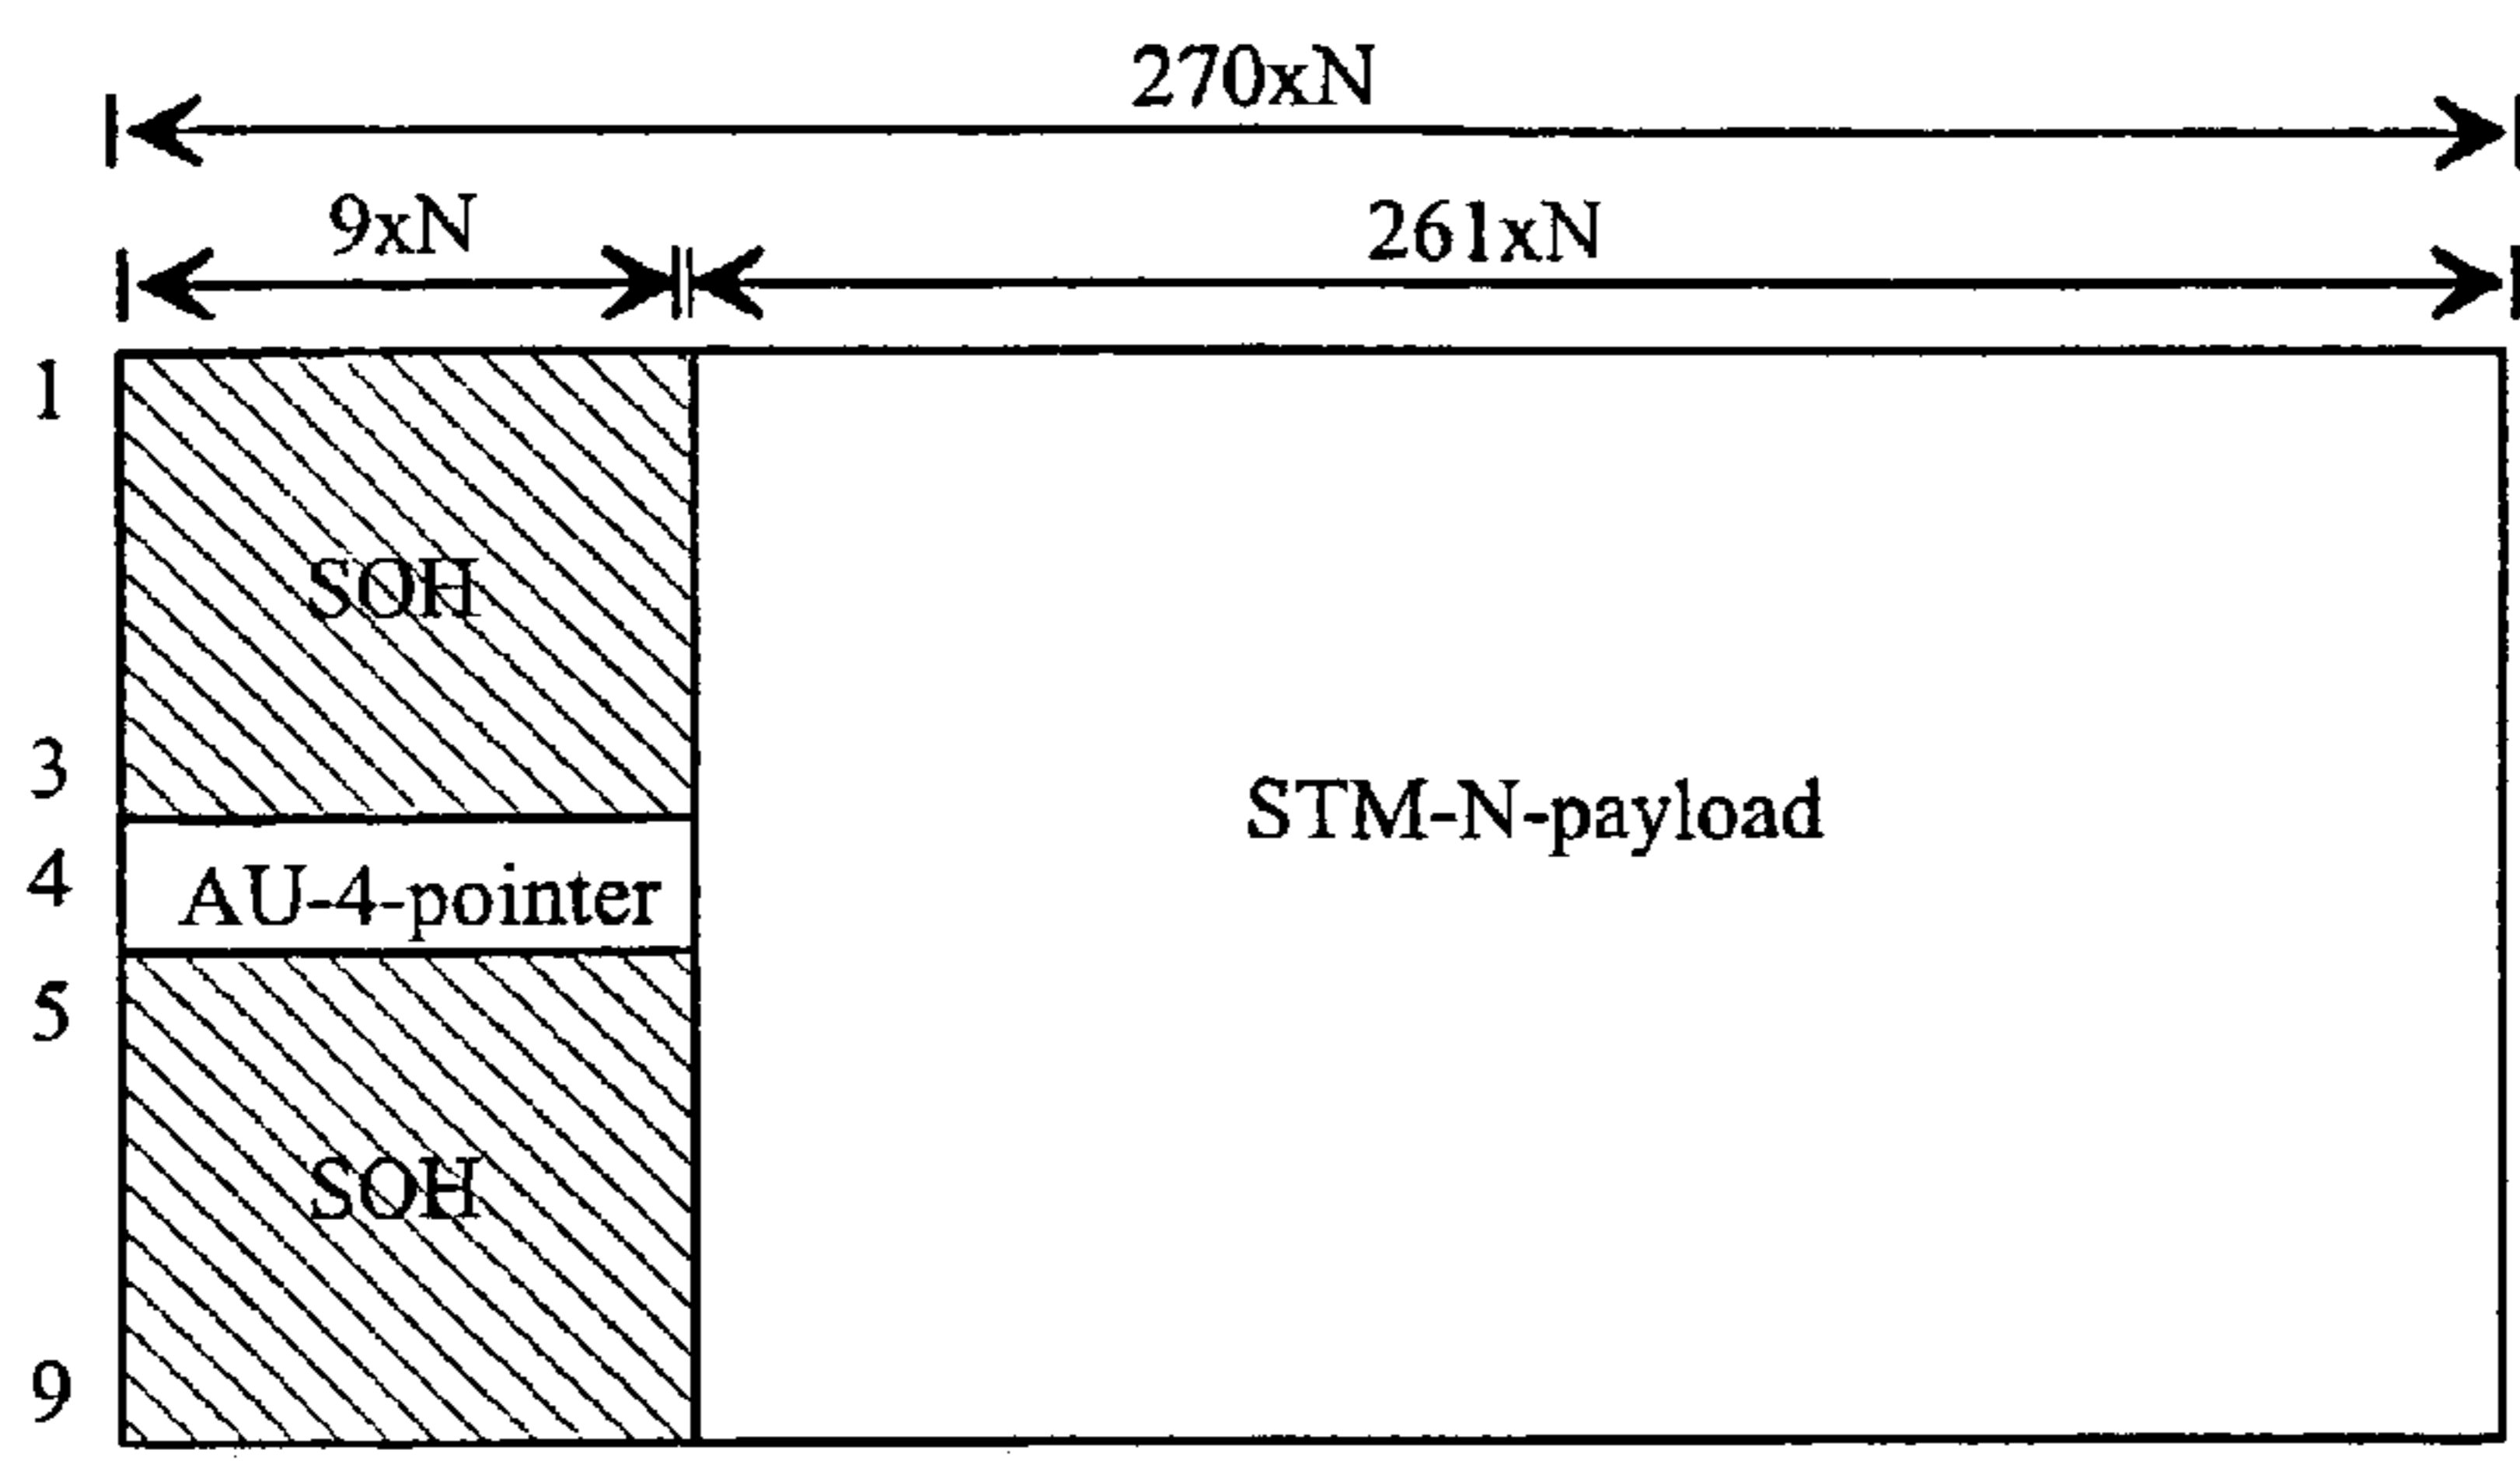 270xN
9xN
261xN
1
SOH
3
STM-N-payload
4
AU-4-pointer
5
SOH
9